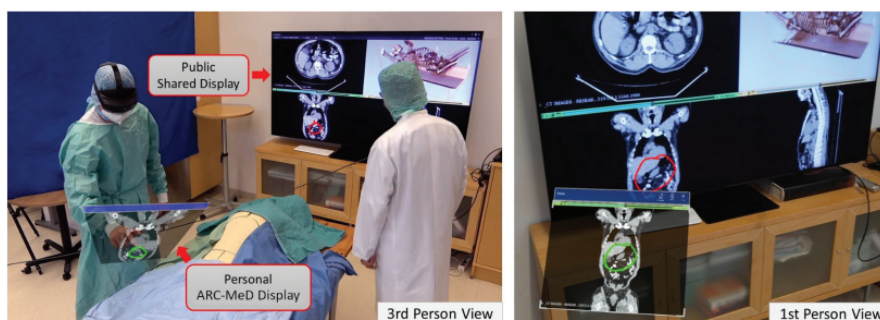 Public
Shared Display
Personal
ARC-MeD Display
3rd Person View
1st Person View